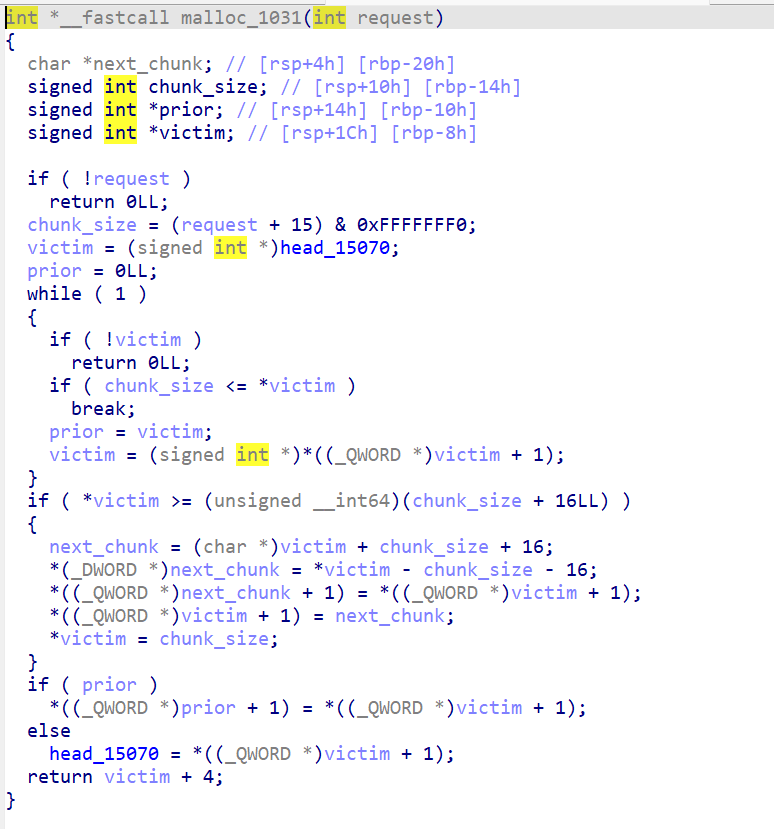 int *__fastcall malloc_1031(int request)
{
  char *next_chunk; // [rsp+4h] [rbp-20h]
  signed int chunk_size; // [rsp+10h] [rbp-14h]
  signed int *prior; // [rsp+14h] [rbp-10h]
  signed int *victim; // [rsp+1Ch] [rbp-8h]

  if ( !request )
    return 0LL;
  chunk_size = (request + 15) & 0xFFFFFFF0;
  victim = (signed int *)head_15070;
  prior = 0LL;
  while ( 1 )
  {
    if ( !victim )
      return 0LL;
    if ( chunk_size <= *victim )
      break;
    prior = victim;
    victim = (signed int *)*((_QWORD *)victim + 1);
  }
  if ( *victim >= (unsigned __int64)(chunk_size + 16LL) )
  {
    next_chunk = (char *)victim + chunk_size + 16;
    *(_DWORD *)next_chunk = *victim - chunk_size - 16;
    *((_QWORD *)next_chunk + 1) = *((_QWORD *)victim + 1);
    *((_QWORD *)victim + 1) = next_chunk;
    *victim = chunk_size;
  }
  if ( prior )
    *((_QWORD *)prior + 1) = *((_QWORD *)victim + 1);
  else
    head_15070 = *((_QWORD *)victim + 1);
  return victim + 4;
}